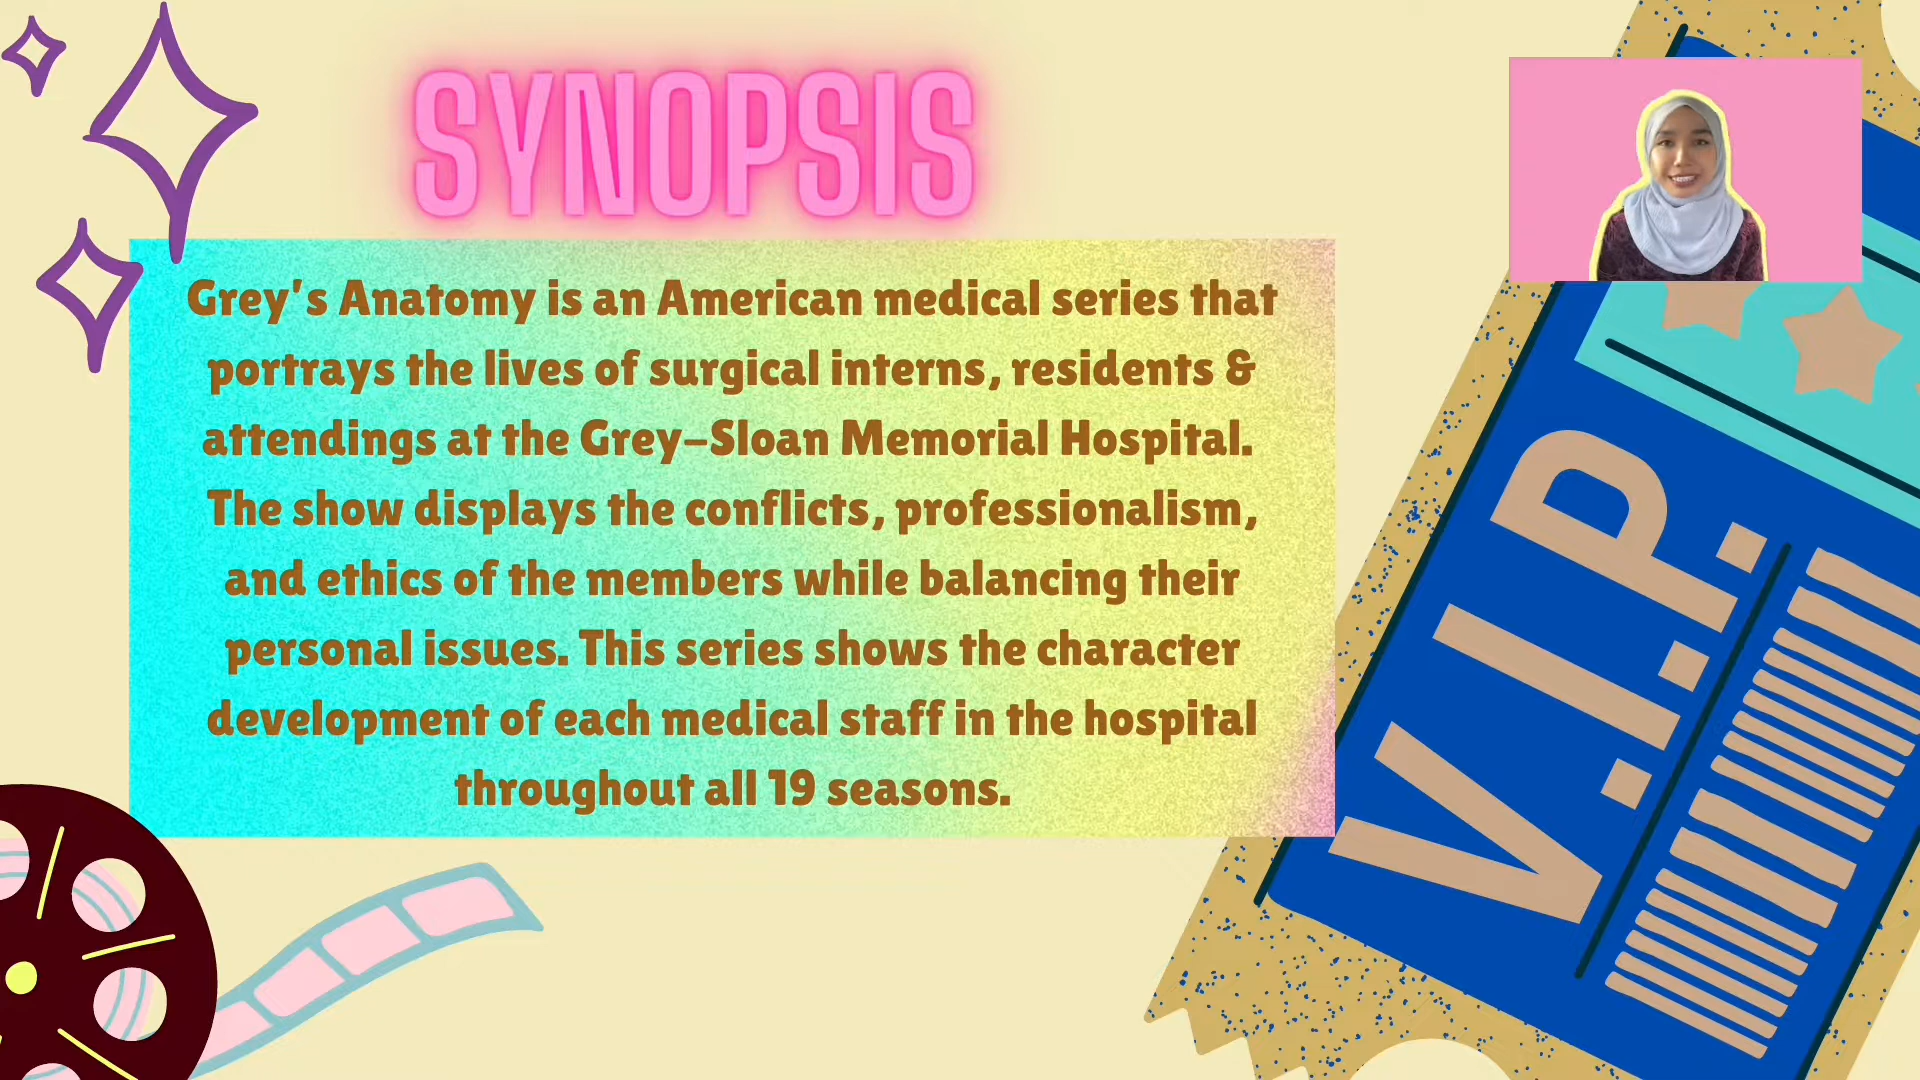 SYNOPSIS
Grey's Anatomy is an American medical series that
portrays the lives of surgical interns, residents &
attendings at the Grey-Sloan Memorial Hospital.
The show displays the conflicts, professionalism,
and ethics of the members while balancing their
personal issues. This series shows the character
development of each medical staff in the hospital
throughout all 19 seasons.
V.I.P.